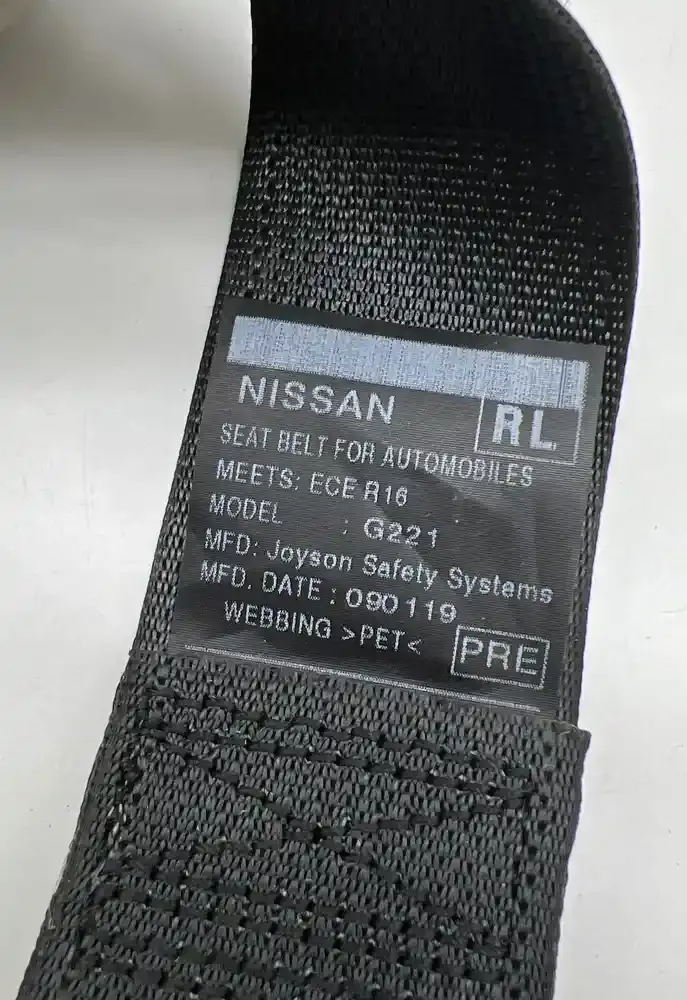 NISSAN RL
SEAT BELT FOR AUTOMOBILES
MEETS: ECE R16
MODEL : G221
MFD: Joyson Safety Systems
MFD. DATE : 090119
WEBBING >PET< PRE